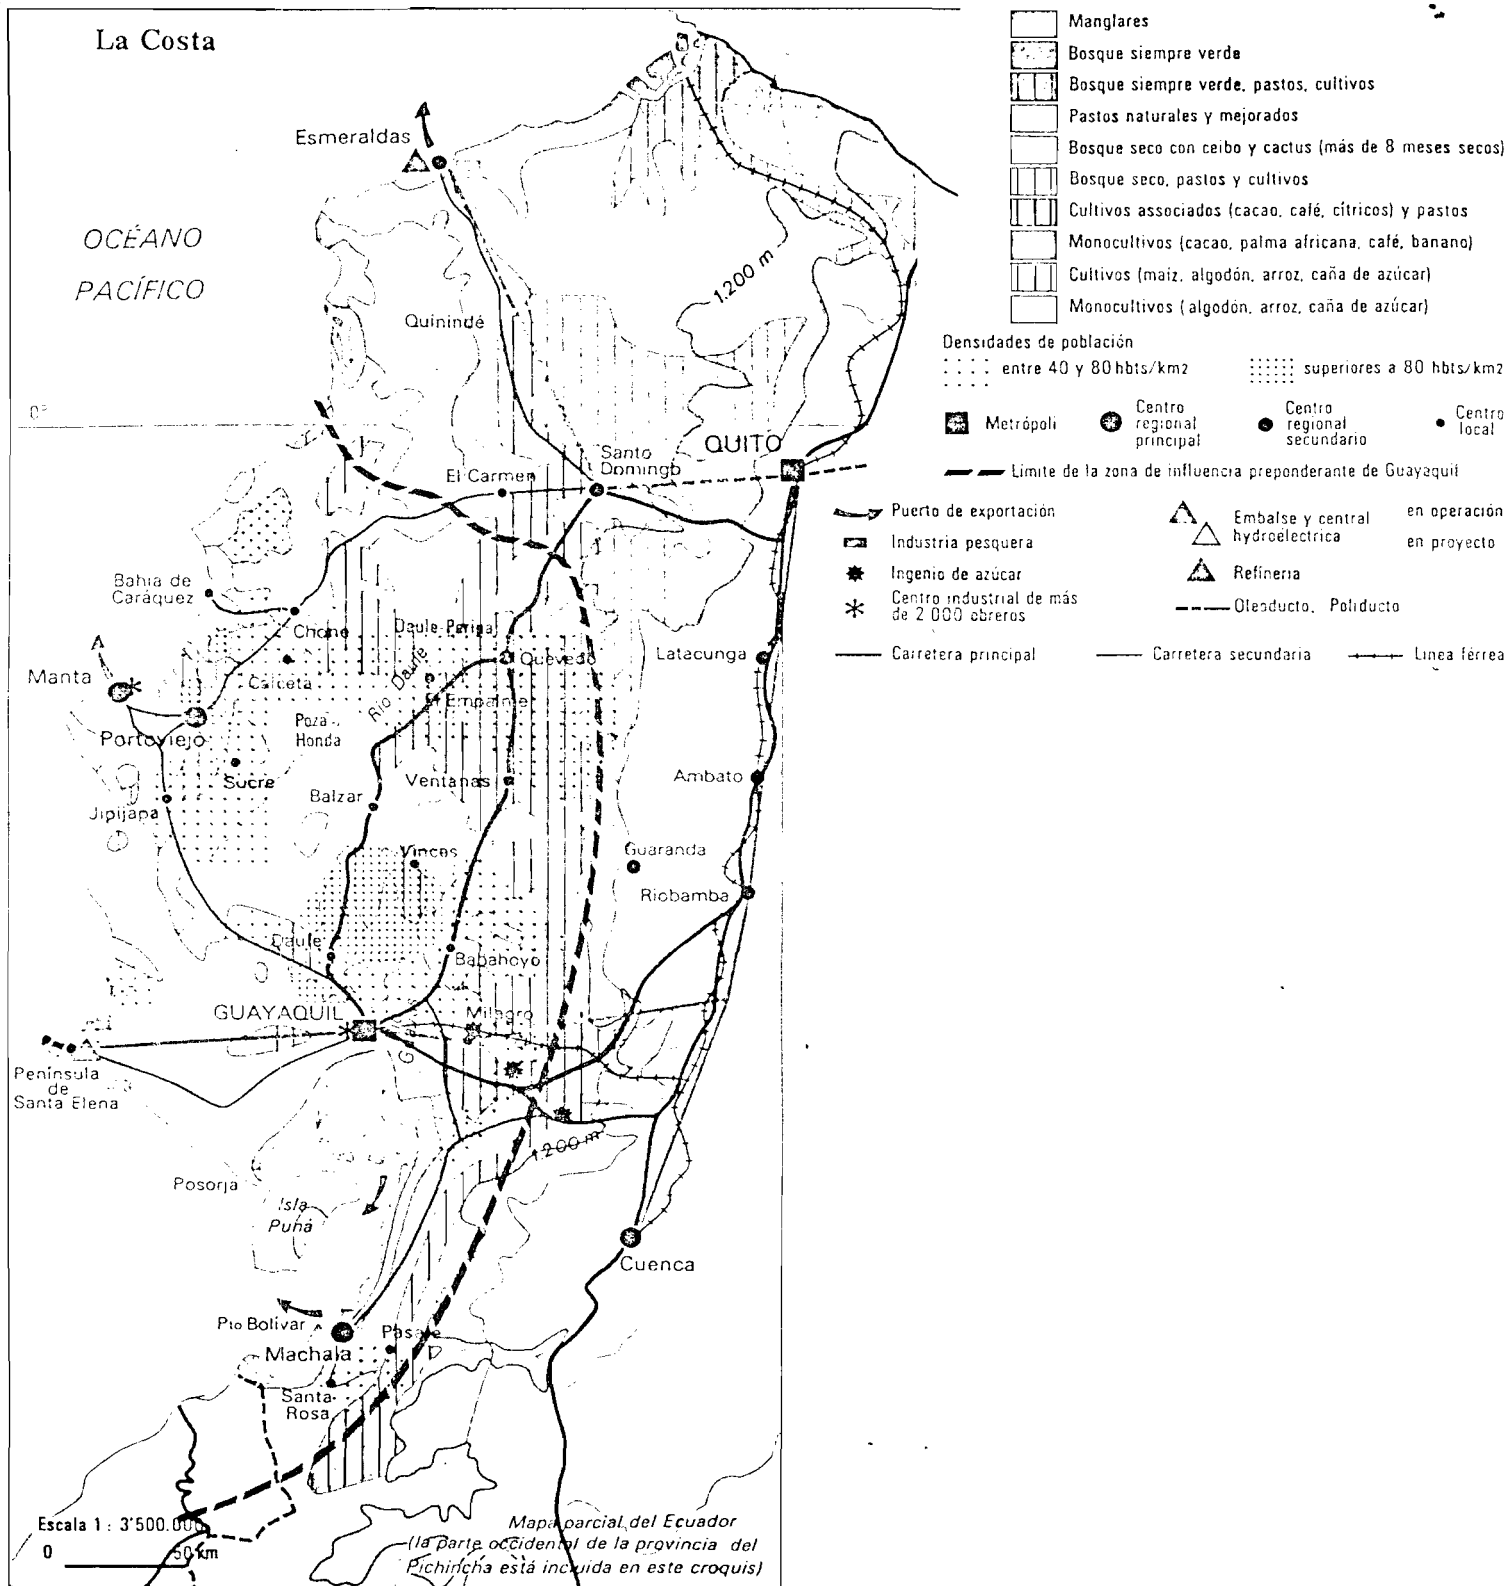 La Costa
Esmeraldas
OCÉANO
PACÍFICO
1.200 m
Quinindé
0°
QUITO
Santo
Domingo
El Carmen
Bahia de
Caráquez
Chone
Daule-Peripa
Quevedo
Latacunga
Manta
Calceta
Río Daule
El Empalme
Portoviejo
Poza-
Honda
Sucre
Ventanas
Ambato
Balzar
Jipijapa
Vinces
Guaranda
Riobamba
Daule
Babahoyo
GUAYAQUIL
Milagro
Península
de
Santa Elena
1.200 m
Posorja
Isla
Puná
Cuenca
Pto Bolívar
Pasaje
Machala
Santa
Rosa
Escala 1 : 3'500.000
0 50 km
Mapa parcial del Ecuador
(la parte occidental de la provincia del
Pichincha está incluida en este croquis)
Manglares
Bosque siempre verde
Bosque siempre verde, pastos, cultivos
Pastos naturales y mejorados
Bosque seco con ceibo y cactus (más de 8 meses secos)
Bosque seco, pastos y cultivos
Cultivos associados (cacao, café, cítricos) y pastos
Monocultivos (cacao, palma africana, café, banano)
Cultivos (maiz, algodón, arroz, caña de azúcar)
Monocultivos (algodón, arroz, caña de azúcar)
Densidades de población
entre 40 y 80 hbts/km2
superiores a 80 hbts/km2
Metrópoli
Centro
regional
principal
Centro
regional
secundario
Centro
local
Límite de la zona de influencia preponderante de Guayaquil
Puerto de exportación
Industria pesquera
Ingenio de azúcar
Centro industrial de más
de 2 000 obreros
Embalse y central
hydroélectrica
en operación
en proyecto
Refineria
Oleoducto, Poliducto
Carretera principal
Carretera secundaria
Linea férrea